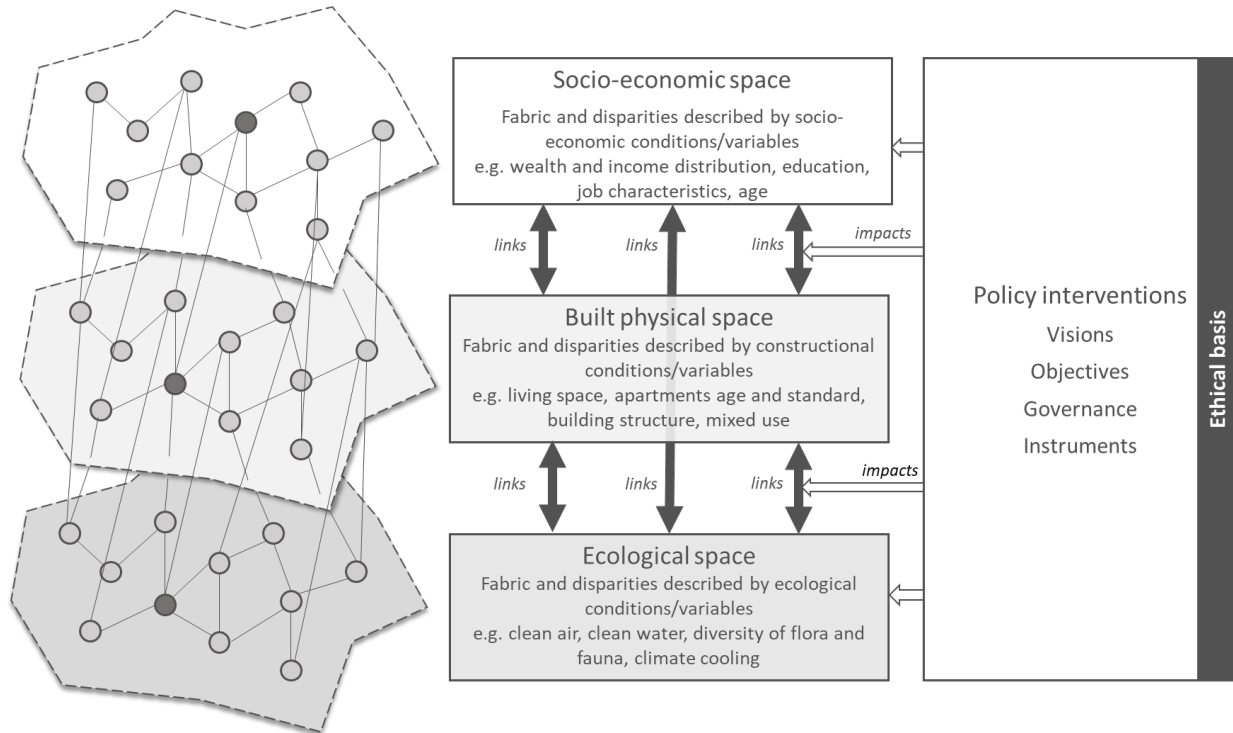 Socio-economic space
Fabric and disparities described by socio-
economic conditions/variables
e.g. wealth and income distribution, education,
job characteristics, age
links
links
links
impacts
Built physical space
Fabric and disparities described by constructional
conditions/variables
e.g. living space, apartments age and standard,
building structure, mixed use
links
links
links
impacts
Ecological space
Fabric and disparities described by ecological
conditions/variables
e.g. clean air, clean water, diversity of flora and
fauna, climate cooling
Policy interventions
Visions
Objectives
Governance
Instruments
Ethical basis